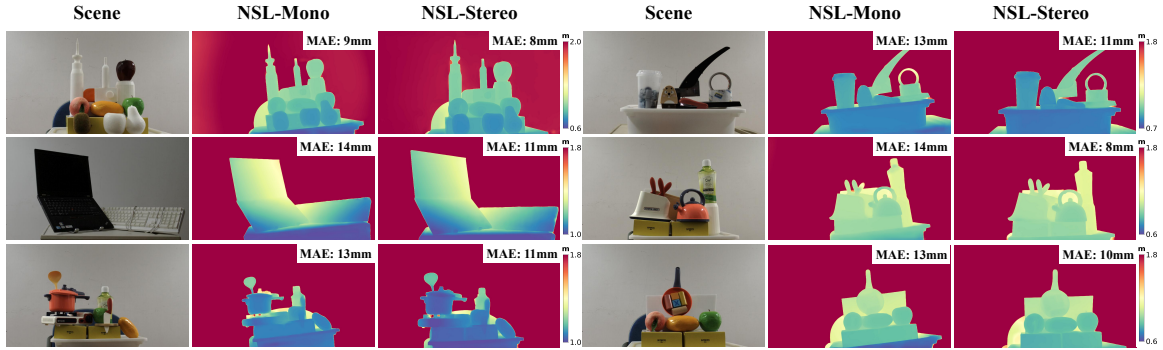 Scene NSL-Mono NSL-Stereo Scene NSL-Mono NSL-Stereo
MAE: 9mm MAE: 8mm m 2.0 0.6 MAE: 13mm MAE: 11mm m 1.8 0.7
MAE: 14mm MAE: 11mm m 1.8 1.0 MAE: 14mm MAE: 8mm m 1.8 0.6
MAE: 13mm MAE: 11mm m 1.8 1.0 MAE: 13mm MAE: 10mm m 1.8 0.6